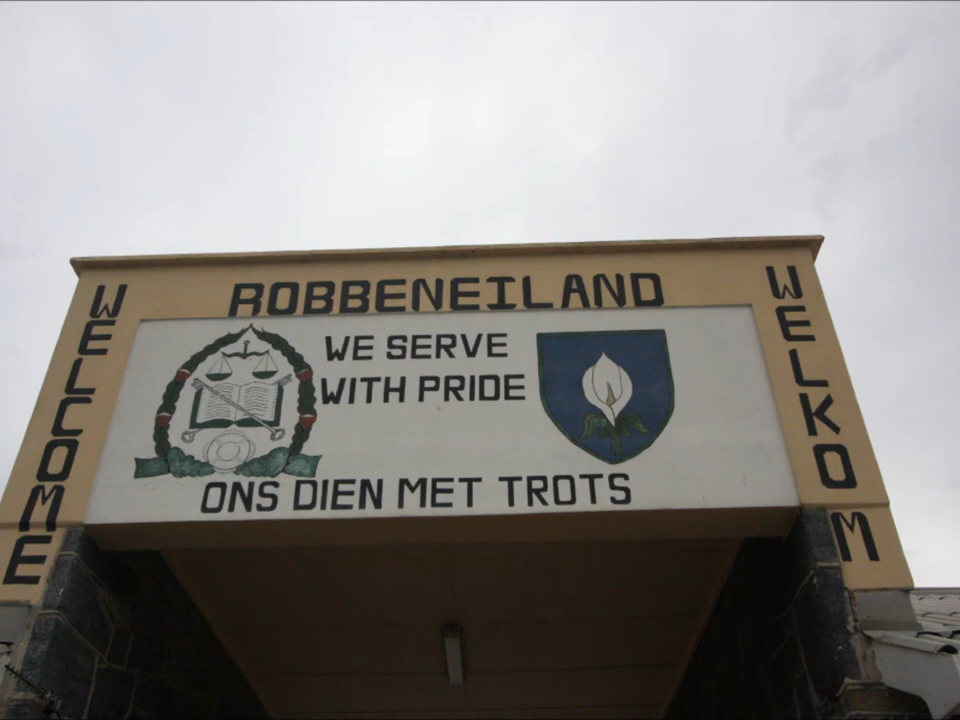 ROBBENEILAND
WELCOME
WE SERVE
WITH PRIDE
ONS DIEN MET TROTS
WELKOM